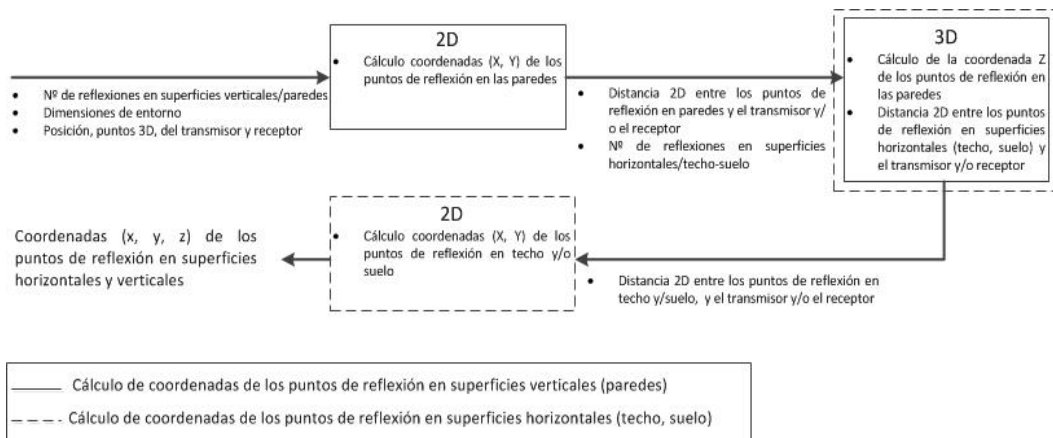 2D
• Cálculo coordenadas (X, Y) de los
puntos de reflexión en las paredes
• Nº de reflexiones en superficies verticales/paredes
• Dimensiones de entorno
• Posición, puntos 3D, del transmisor y receptor
• Distancia 2D entre los puntos de
reflexión en paredes y el transmisor y/
o el receptor
• Nº de reflexiones en superficies
horizontales/techo-suelo
3D
• Cálculo de la coordenada Z
de los puntos de reflexión en
las paredes
• Distancia 2D entre los puntos
de reflexión en superficies
horizontales (techo, suelo) y
el transmisor y/o receptor
• Distancia 2D entre los puntos de reflexión en
techo y/suelo, y el transmisor y/o el receptor
2D
• Cálculo coordenadas (X, Y) de los
puntos de reflexión en techo y/o
suelo
Coordenadas (x, y, z) de los
puntos de reflexión en superficies
horizontales y verticales
Cálculo de coordenadas de los puntos de reflexión en superficies verticales (paredes)
Cálculo de coordenadas de los puntos de reflexión en superficies horizontales (techo, suelo)